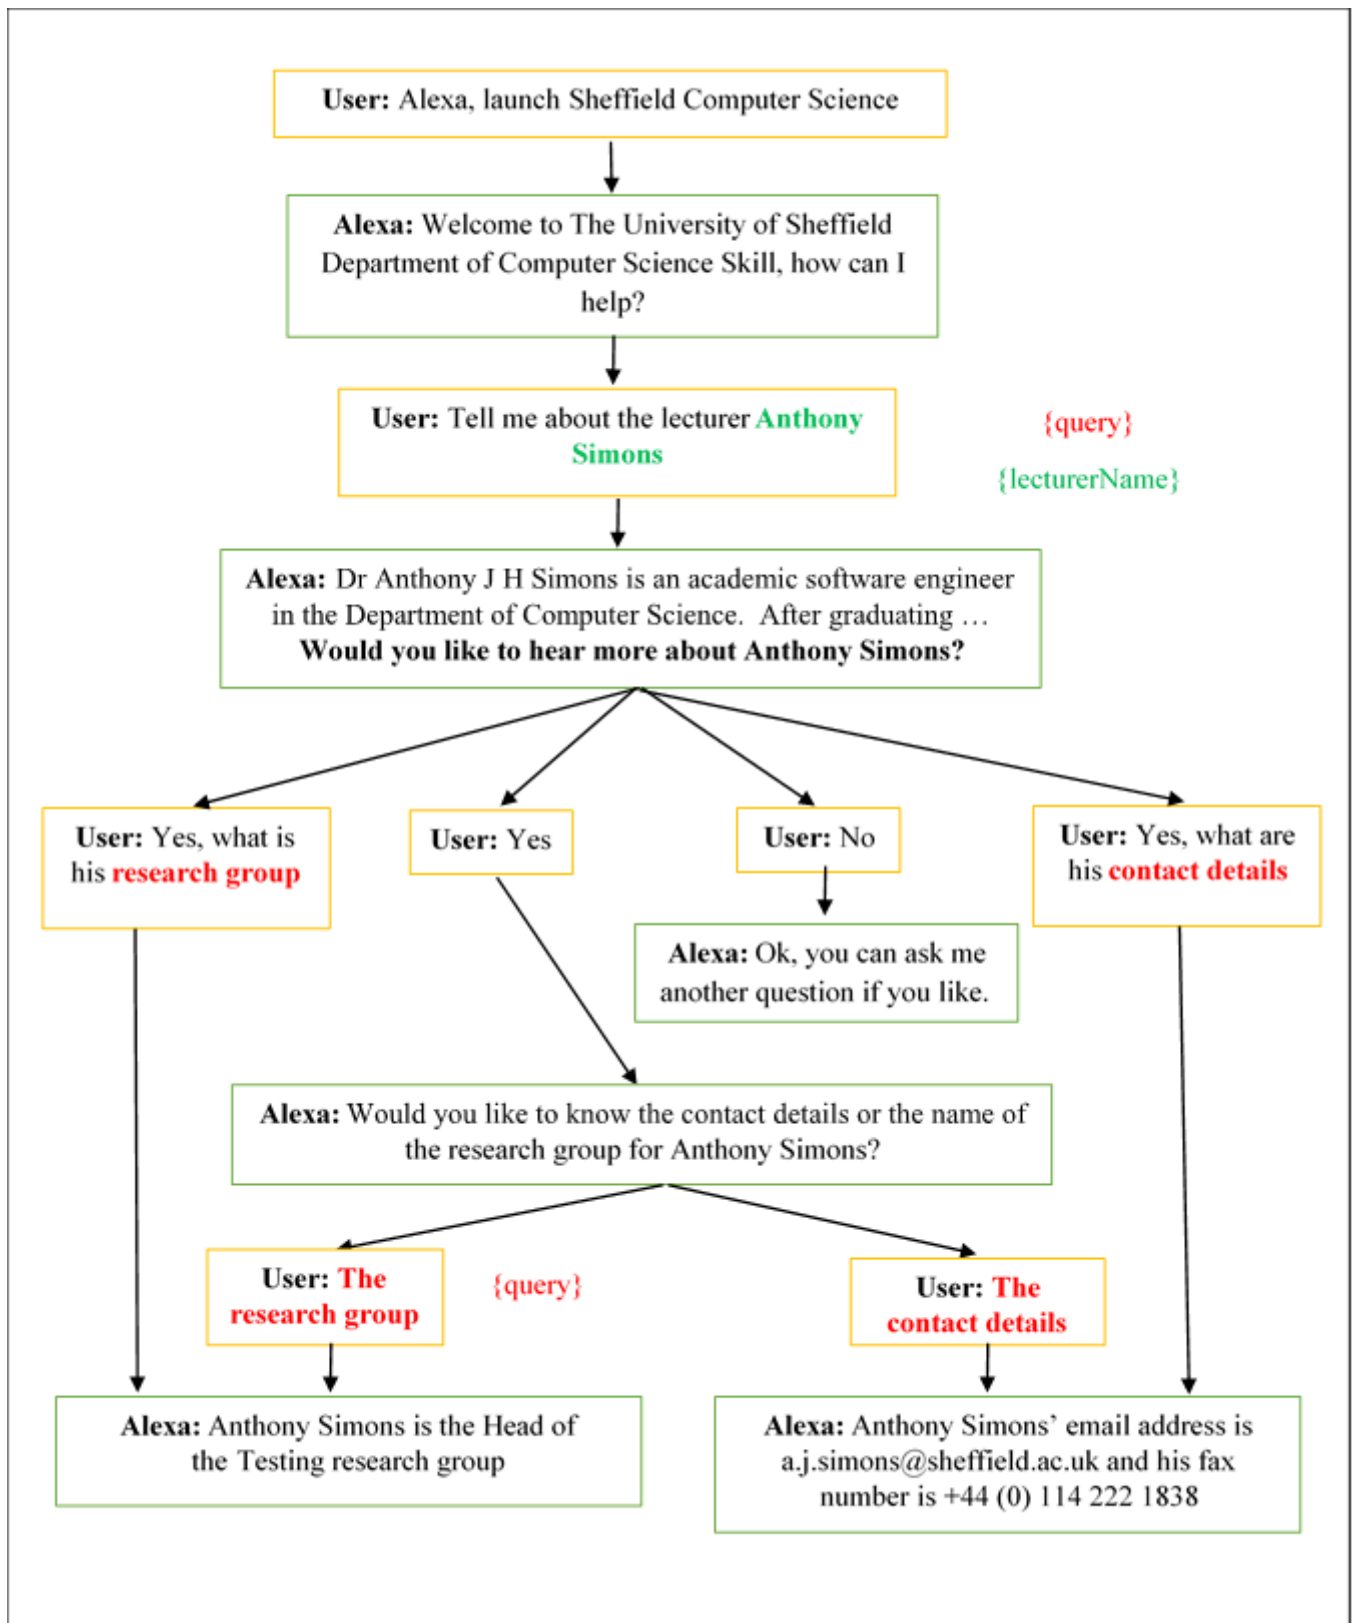 User: Alexa, launch Sheffield Computer Science
Alexa: Welcome to The University of Sheffield
Department of Computer Science Skill, how can I
help?
User: Tell me about the lecturer Anthony
Simons
{query}
{lecturerName}
Alexa: Dr Anthony J H Simons is an academic software engineer
in the Department of Computer Science. After graduating …
Would you like to hear more about Anthony Simons?
User: Yes, what is
his research group
User: Yes
User: No
User: Yes, what are
his contact details
Alexa: Ok, you can ask me
another question if you like.
Alexa: Would you like to know the contact details or the name of
the research group for Anthony Simons?
User: The
research group
{query}
User: The
contact details
Alexa: Anthony Simons is the Head of
the Testing research group
Alexa: Anthony Simons’ email address is
a.j.simons@sheffield.ac.uk and his fax
number is +44 (0) 114 222 1838